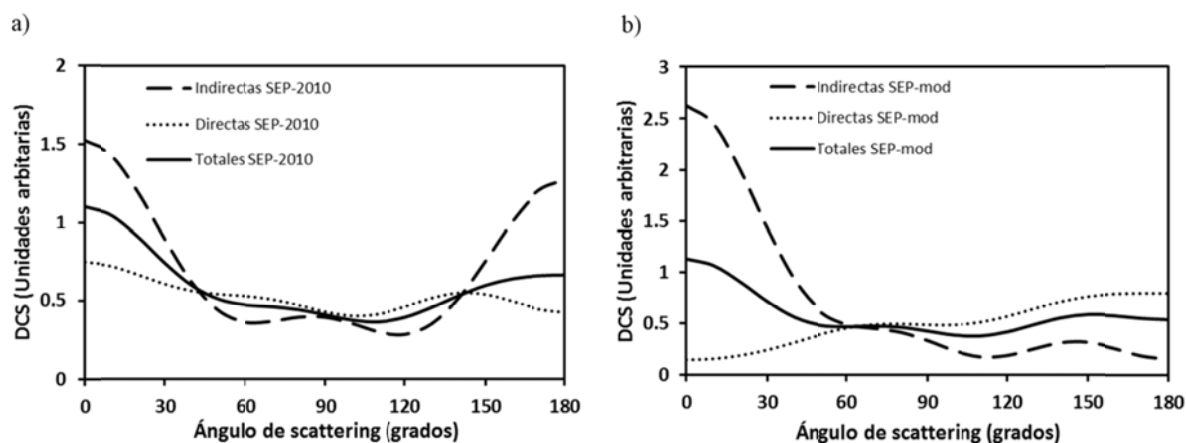 a)
2
1.5
1
0.5
0
DCS (Unidades arbitarias)
Indirectas SEP-2010
Directas SEP-2010
Totales SEP-2010
0 30 60 90 120 150 180
Ángulo de scattering (grados)
b)
3
2.5
2
1.5
1
0.5
0
DCS (Unidades arbitrarias)
Indirectas SEP-mod
Directas SEP-mod
Totales SEP-mod
0 30 60 90 120 150 180
Ángulo de scattering (grados)